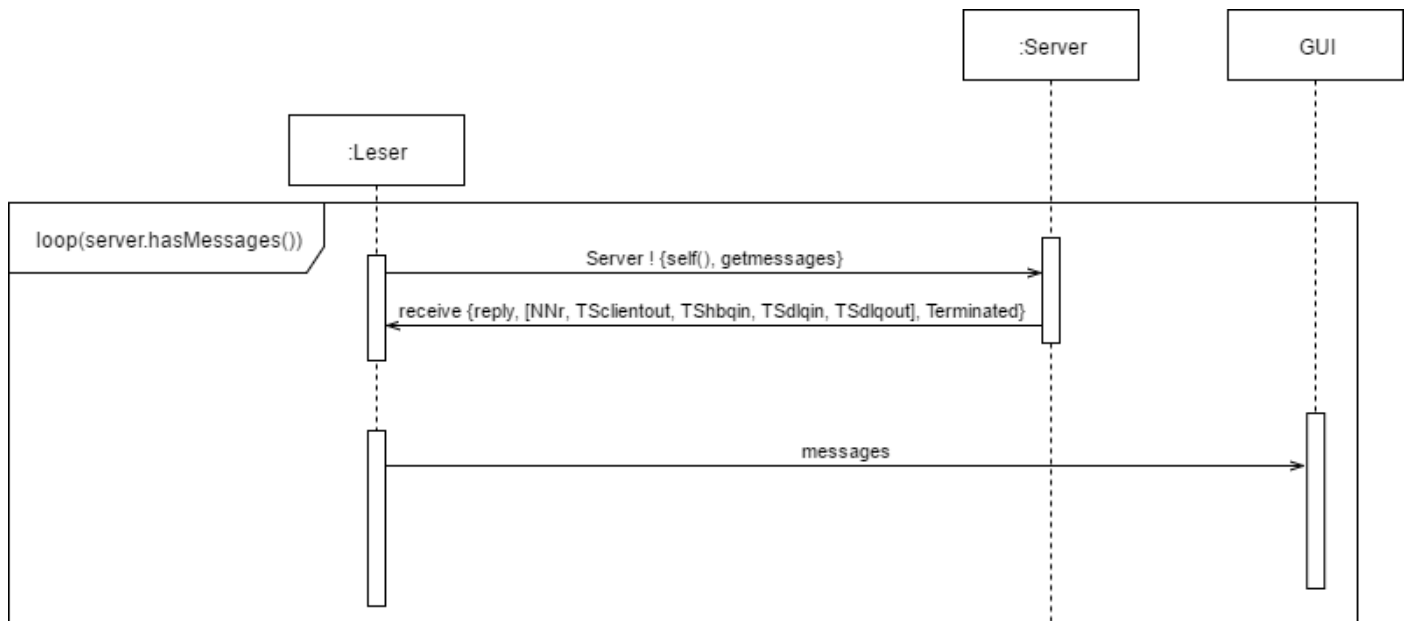 :Server
GUI
:Leser
loop(server.hasMessages())
Server ! {self(), getmessages}
receive {reply, [NNr, TSclientout, TShbqin, TSdlqin, TSdlqout], Terminated}
messages